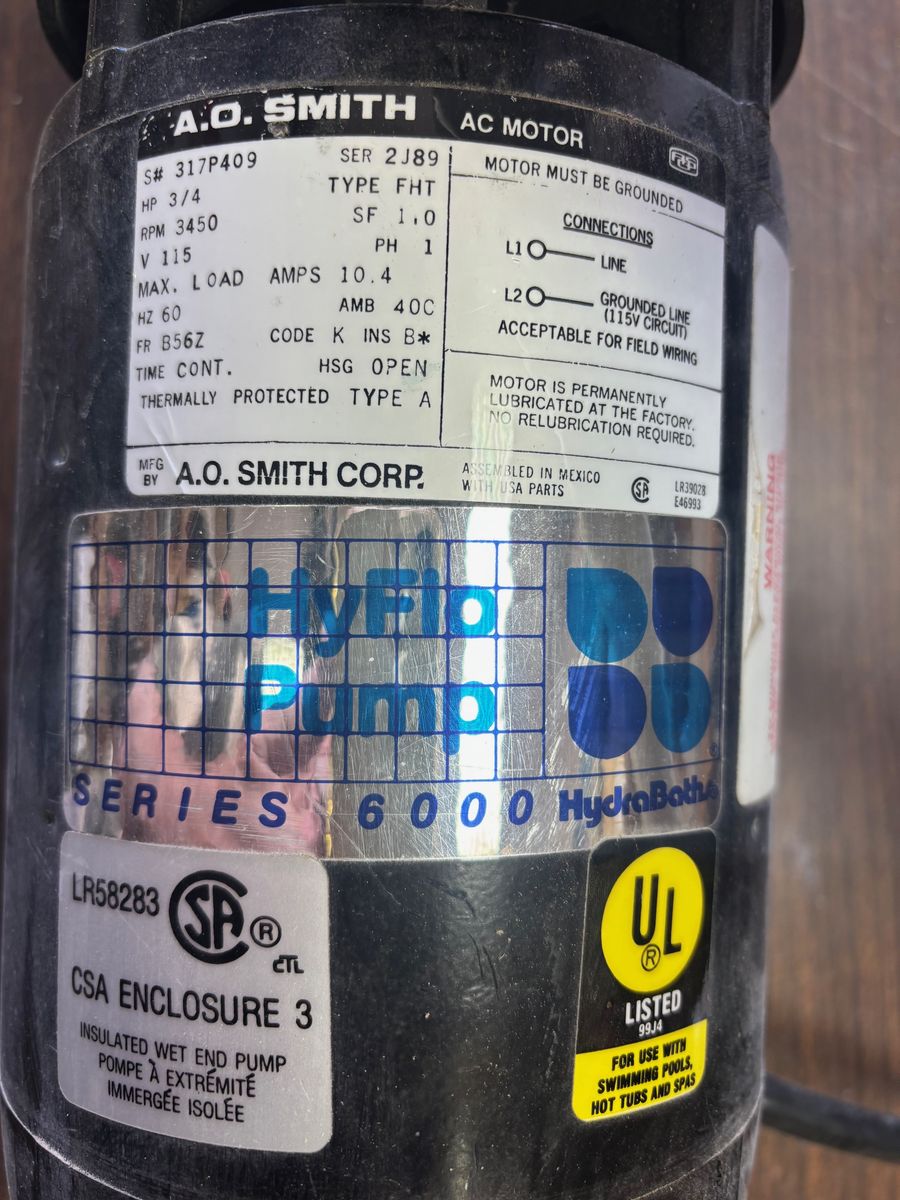 A.O. SMITH AC MOTOR
S# 317P409 SER 2J89
HP 3/4 TYPE FHT
RPM 3450 SF 1.0
V 115 PH 1
MAX. LOAD AMPS 10.4
HZ 60 AMB 40C
FR B56Z CODE K INS B*
TIME CONT. HSG OPEN
THERMALLY PROTECTED TYPE A
MOTOR MUST BE GROUNDED
CONNECTIONS
L1 LINE
L2 GROUNDED LINE
(115V CIRCUIT)
ACCEPTABLE FOR FIELD WIRING
MOTOR IS PERMANENTLY
LUBRICATED AT THE FACTORY.
NO RELUBRICATION REQUIRED.
MFG
BY A.O. SMITH CORP.
ASSEMBLED IN MEXICO
WITH USA PARTS
SA
LR39028
E46993
HyFlo
Pump
®
SERIES 6000 HydraBaths®
LR58283 SA ®
CTL
CSA ENCLOSURE 3
INSULATED WET END PUMP
POMPE À EXTRÉMITÉ
IMMERGÉE ISOLÉE
UL
®
LISTED
99J4
FOR USE WITH
SWIMMING POOLS,
HOT TUBS AND SPAS
WARNING